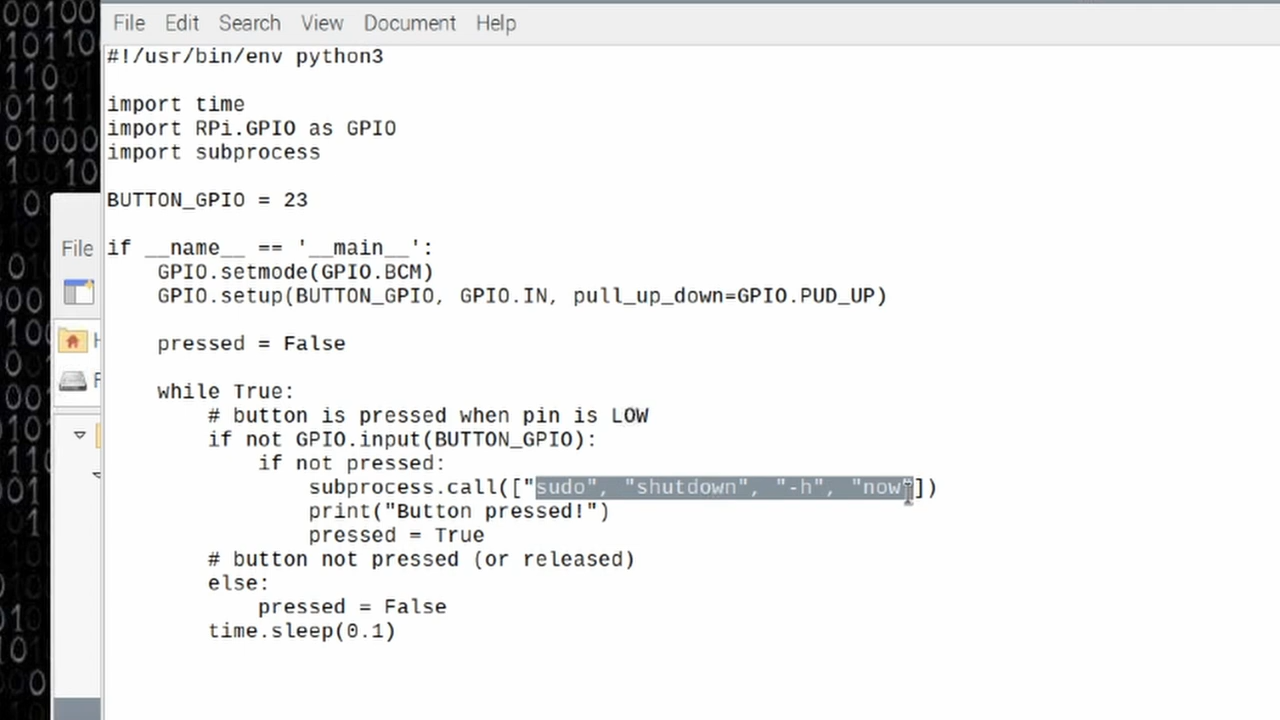 File Edit Search View Document Help
#!/usr/bin/env python3
import time
import RPi.GPIO as GPIO
import subprocess
BUTTON_GPIO = 23
if __name__ == '__main__':
    GPIO.setmode(GPIO.BCM)
    GPIO.setup(BUTTON_GPIO, GPIO.IN, pull_up_down=GPIO.PUD_UP)
    pressed = False
    while True:
        # button is pressed when pin is LOW
        if not GPIO.input(BUTTON_GPIO):
            if not pressed:
                subprocess.call(["sudo", "shutdown", "-h", "now"])
                print("Button pressed!")
                pressed = True
        # button not pressed (or released)
        else:
            pressed = False
        time.sleep(0.1)
File
H
F